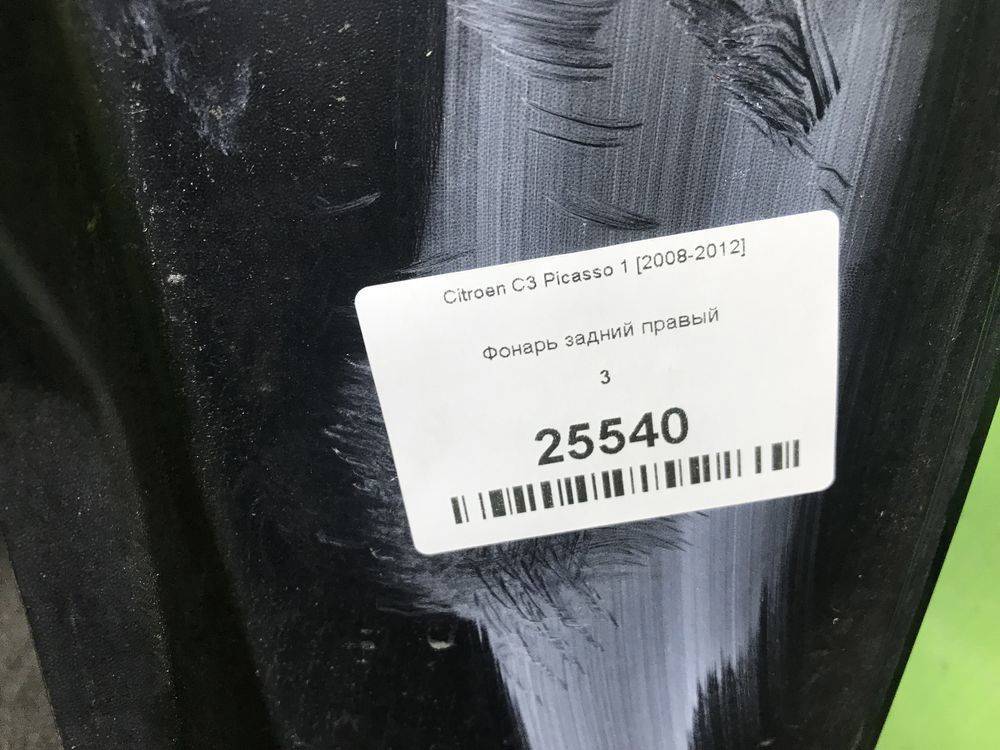 Citroen C3 Picasso 1 [2008-2012]
Фонарь задний правый
3
25540